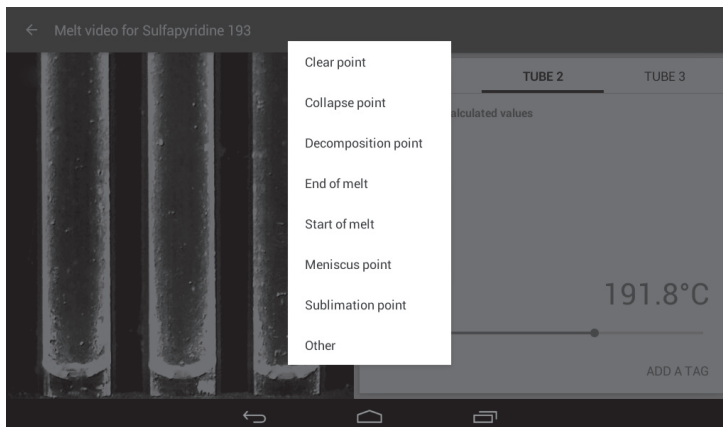 Melt video for Sulfapyridine 193
Clear point
Collapse point
Decomposition point
End of melt
Start of melt
Meniscus point
Sublimation point
Other
TUBE 2
TUBE 3
alculated values
191.8°C
ADD A TAG